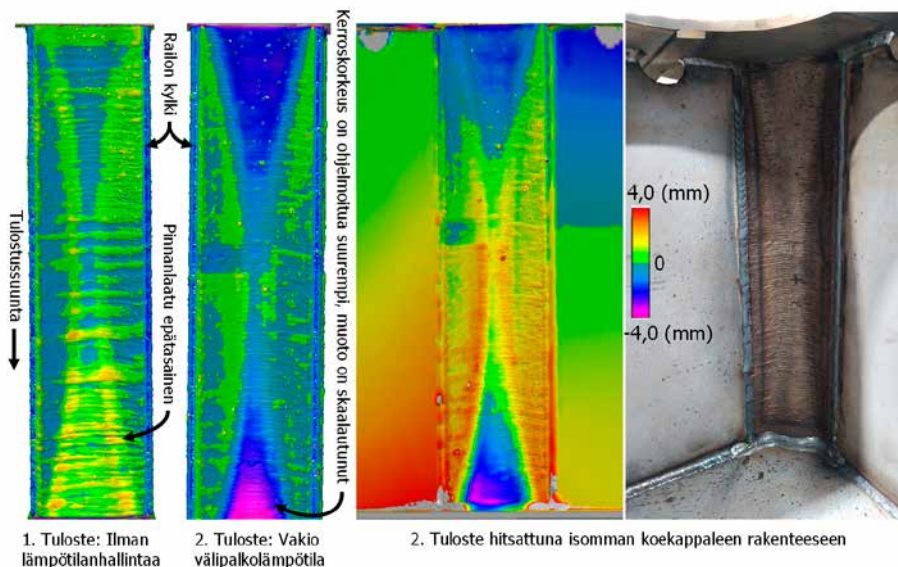 Railon kylki
Tulostussuunta
Pinnanlaatu epätasainen
Kerroskorkeus on ohjelmoitua suurempi, muoto on skaalautunut
4,0 (mm)
0
-4,0 (mm)
1. Tuloste: Ilman
lämpötilanhallintaa
2. Tuloste: Vakio
välipalkolämpötila
2. Tuloste hitsattuna isomman koekappaleen rakenteeseen